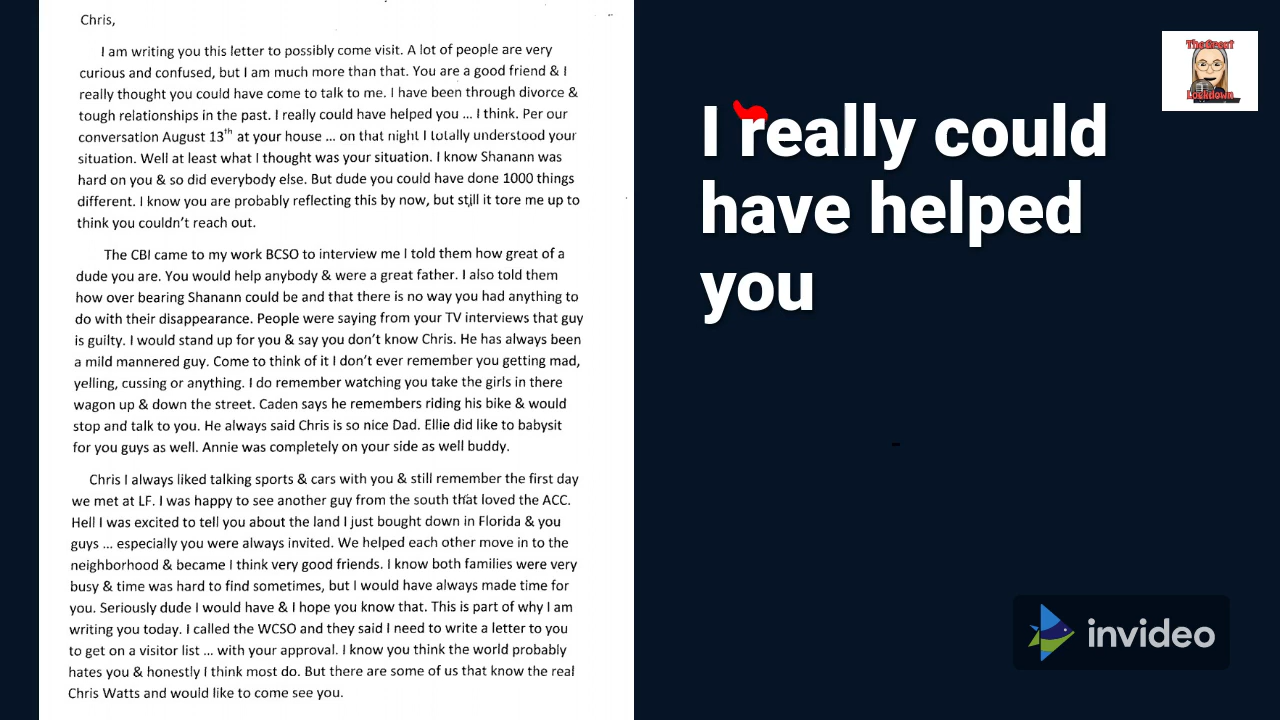 Chris,
I am writing you this letter to possibly come visit. A lot of people are very
curious and confused, but I am much more than that. You are a good friend & I
really thought you could have come to talk to me. I have been through divorce &
tough relationships in the past. I really could have helped you ... I think. Per our
conversation August 13th at your house ... on that night I totally understood your
situation. Well at least what I thought was your situation. I know Shanann was
hard on you & so did everybody else. But dude you could have done 1000 things
different. I know you are probably reflecting this by now, but still it tore me up to
think you couldn't reach out.
The CBI came to my work BCSO to interview me I told them how great of a
dude you are. You would help anybody & were a great father. I also told them
how over bearing Shanann could be and that there is no way you had anything to
do with their disappearance. People were saying from your TV interviews that guy
is guilty. I would stand up for you & say you don't know Chris. He has always been
a mild mannered guy. Come to think of it I don't ever remember you getting mad,
yelling, cussing or anything. I do remember watching you take the girls in there
wagon up & down the street. Caden says he remembers riding his bike & would
stop and talk to you. He always said Chris is so nice Dad. Ellie did like to babysit
for you guys as well. Annie was completely on your side as well buddy.
Chris I always liked talking sports & cars with you & still remember the first day
we met at LF. I was happy to see another guy from the south that loved the ACC.
Hell I was excited to tell you about the land I just bought down in Florida & you
guys ... especially you were always invited. We helped each other move in to the
neighborhood & became I think very good friends. I know both families were very
busy & time was hard to find sometimes, but I would have always made time for
you. Seriously dude I would have & I hope you know that. This is part of why I am
writing you today. I called the WCSO and they said I need to write a letter to you
to get on a visitor list ... with your approval. I know you think the world probably
hates you & honestly I think most do. But there are some of us that know the real
Chris Watts and would like to come see you.
I really could
have helped
you
The Great
Lockdown
invideo